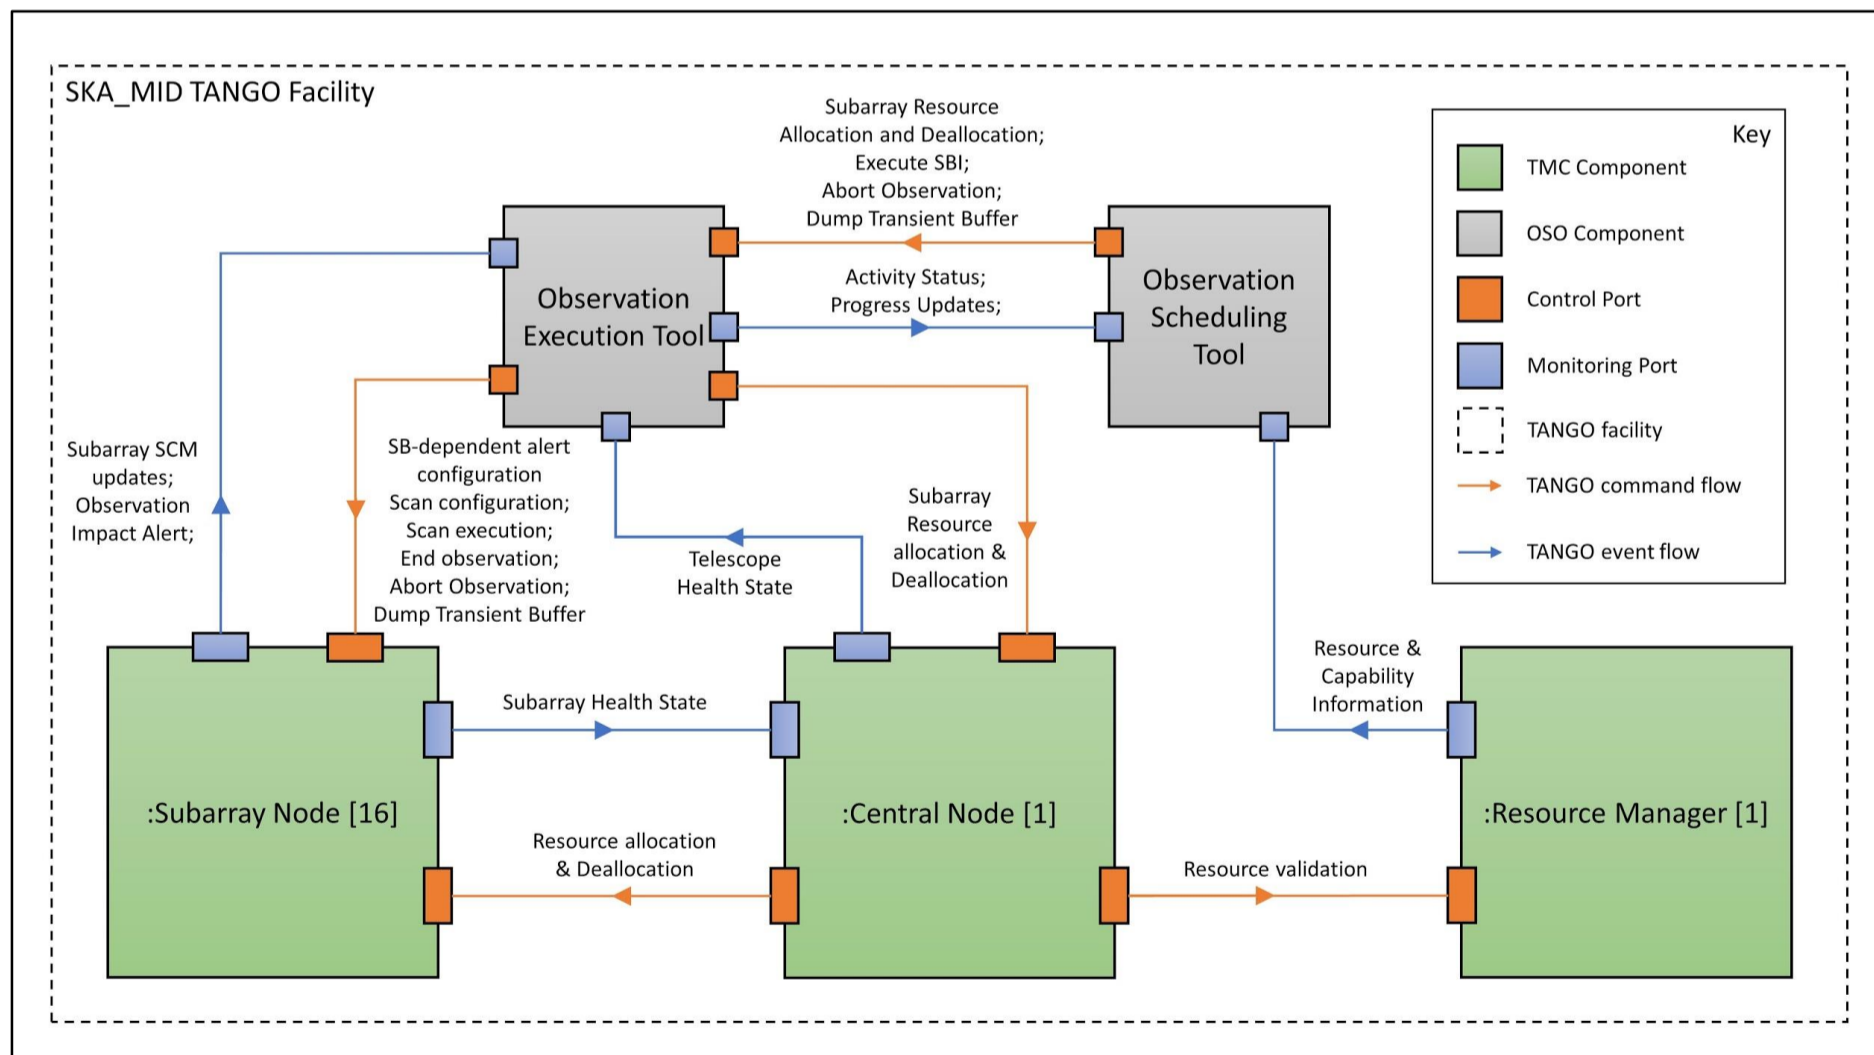 SKA_MID TANGO Facility
Subarray Resource
Allocation and Deallocation;
Execute SBI;
Abort Observation;
Dump Transient Buffer
Key
TMC Component
OSO Component
Control Port
Monitoring Port
TANGO facility
TANGO command flow
TANGO event flow
Observation
Execution Tool
Activity Status;
Progress Updates;
Observation
Scheduling
Tool
Subarray SCM
updates;
Observation
Impact Alert;
SB-dependent alert
configuration
Scan configuration;
Scan execution;
End observation;
Abort Observation;
Dump Transient Buffer
Telescope
Health State
Subarray
Resource
allocation &
Deallocation
Resource &
Capability
Information
Subarray Health State
:Subarray Node [16]
:Central Node [1]
:Resource Manager [1]
Resource allocation
& Deallocation
Resource validation